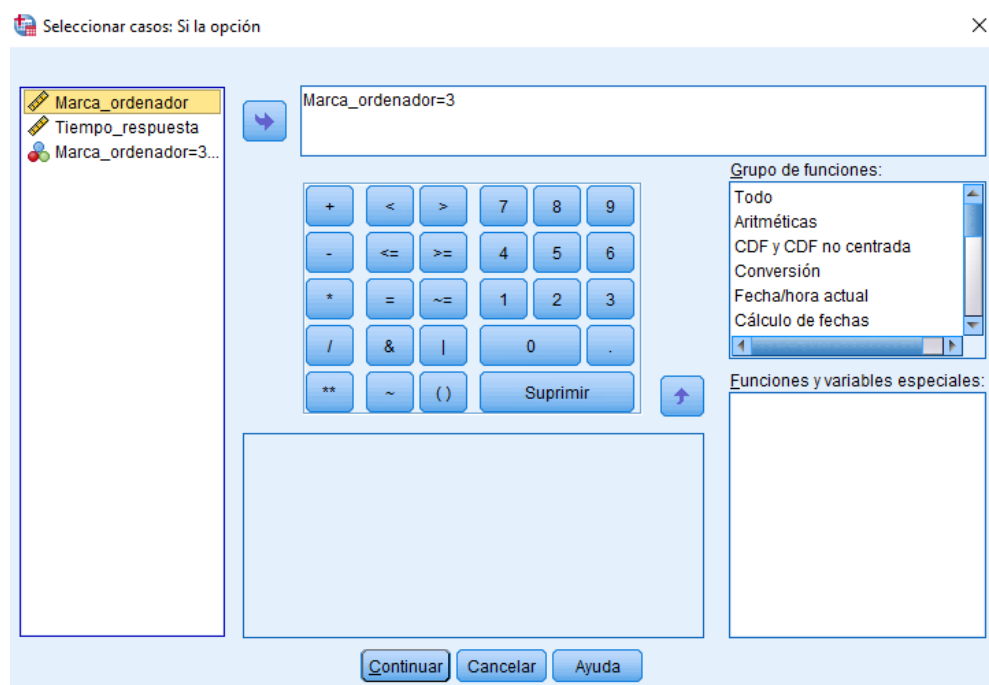 Seleccionar casos: Si la opción
Marca_ordenador
Tiempo_respuesta
Marca_ordenador=3...
Marca_ordenador=3
+ < > 7 8 9
- <= >= 4 5 6
* = ~= 1 2 3
/ & | 0 .
** ~ ( ) Suprimir
Grupo de funciones:
Todo
Aritméticas
CDF y CDF no centrada
Conversión
Fecha/hora actual
Cálculo de fechas
Funciones y variables especiales:
Continuar Cancelar Ayuda